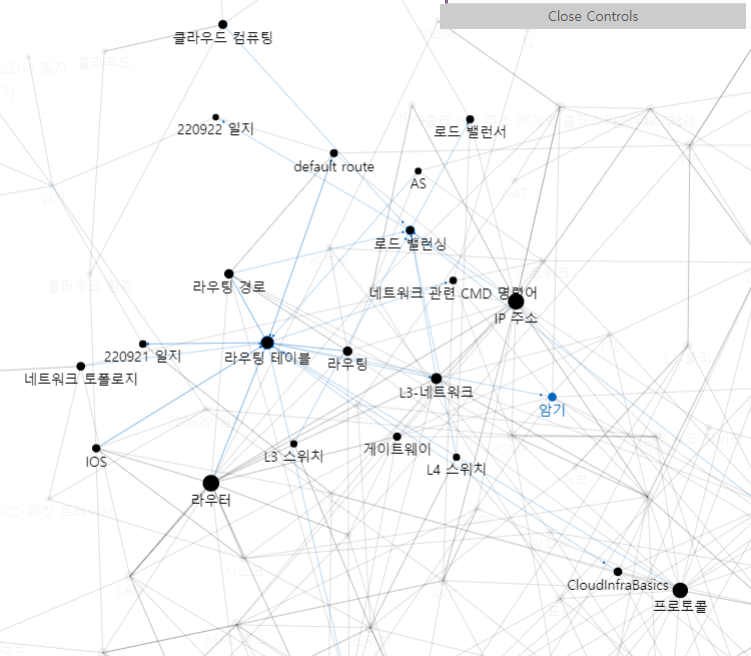 Close Controls
클라우드 컴퓨팅
220922 일지
로드 밸런서
default route
AS
로드 밸런싱
라우팅 경로
네트워크 관련 CMD 명령어
IP 주소
220921 일지
라우팅 테이블
라우팅
네트워크 토폴로지
L3-네트워크
암기
IOS
L3 스위치
게이트웨이
L4 스위치
라우터
CloudInfraBasics
프로토콜